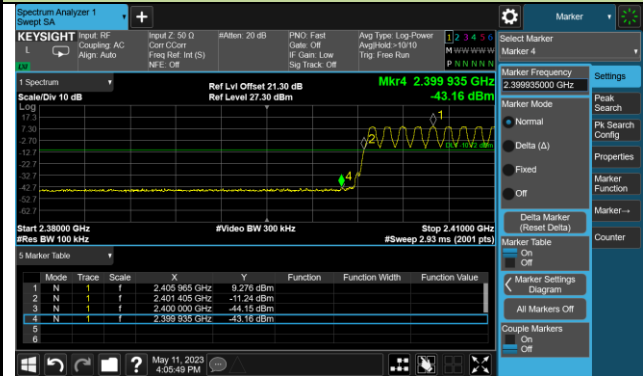 Spectrum Analyzer 1
Swept SA
KEYSIGHT
L
Input: RF
Coupling: AC
Align: Auto
Input Z: 50 Ω
Corr CCorr
Freq Ref: Int (S)
NFE: Off
#Atten: 20 dB
PNO: Fast
Gate: Off
IF Gain: Low
Sig Track: Off
Avg Type: Log-Power
Avg|Hold:>10/10
Trig: Free Run
1 2 3 4 5 6
M W W W W W
P N N N N N
1 Spectrum
Scale/Div 10 dB
Ref Lvl Offset 21.30 dB
Ref Level 27.30 dBm
Mkr4 2.399 935 GHz
-43.16 dBm
Log
17.3
7.30
-2.70
-12.7
-22.7
-32.7
-42.7
-52.7
-62.7
1
2
4
Start 2.38000 GHz
#Res BW 100 kHz
#Video BW 300 kHz
Stop 2.41000 GHz
#Sweep 2.93 ms (2001 pts)
5 Marker Table
Mode Trace Scale X Y Function Function Width Function Value
1 N 1 f 2.405 965 GHz 9.276 dBm
2 N 1 f 2.401 405 GHz -11.24 dBm
3 N 1 f 2.400 000 GHz -44.15 dBm
4 N 1 f 2.399 935 GHz -43.16 dBm
5
6
May 11, 2023
4:05:49 PM
Marker
Select Marker
Marker 4
Marker Frequency
2.399935000 GHz
Marker Mode
Normal
Delta (Δ)
Fixed
Off
Delta Marker
(Reset Delta)
Marker Table
On
Off
Marker Settings
Diagram
All Markers Off
Couple Markers
On
Off
Settings
Peak
Search
Pk Search
Config
Properties
Marker
Function
Marker→
Counter